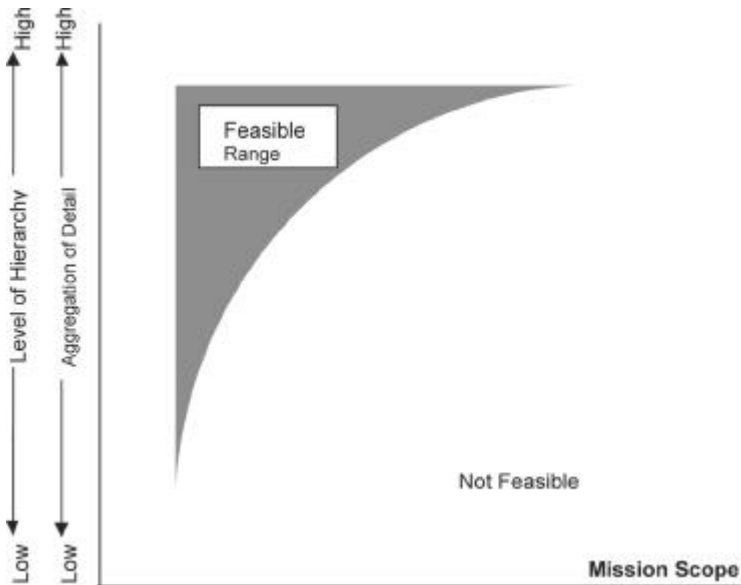 High
High
Level of Hierarchy
Aggregation of Detail
Low
Low
Feasible
Range
Not Feasible
Mission Scope